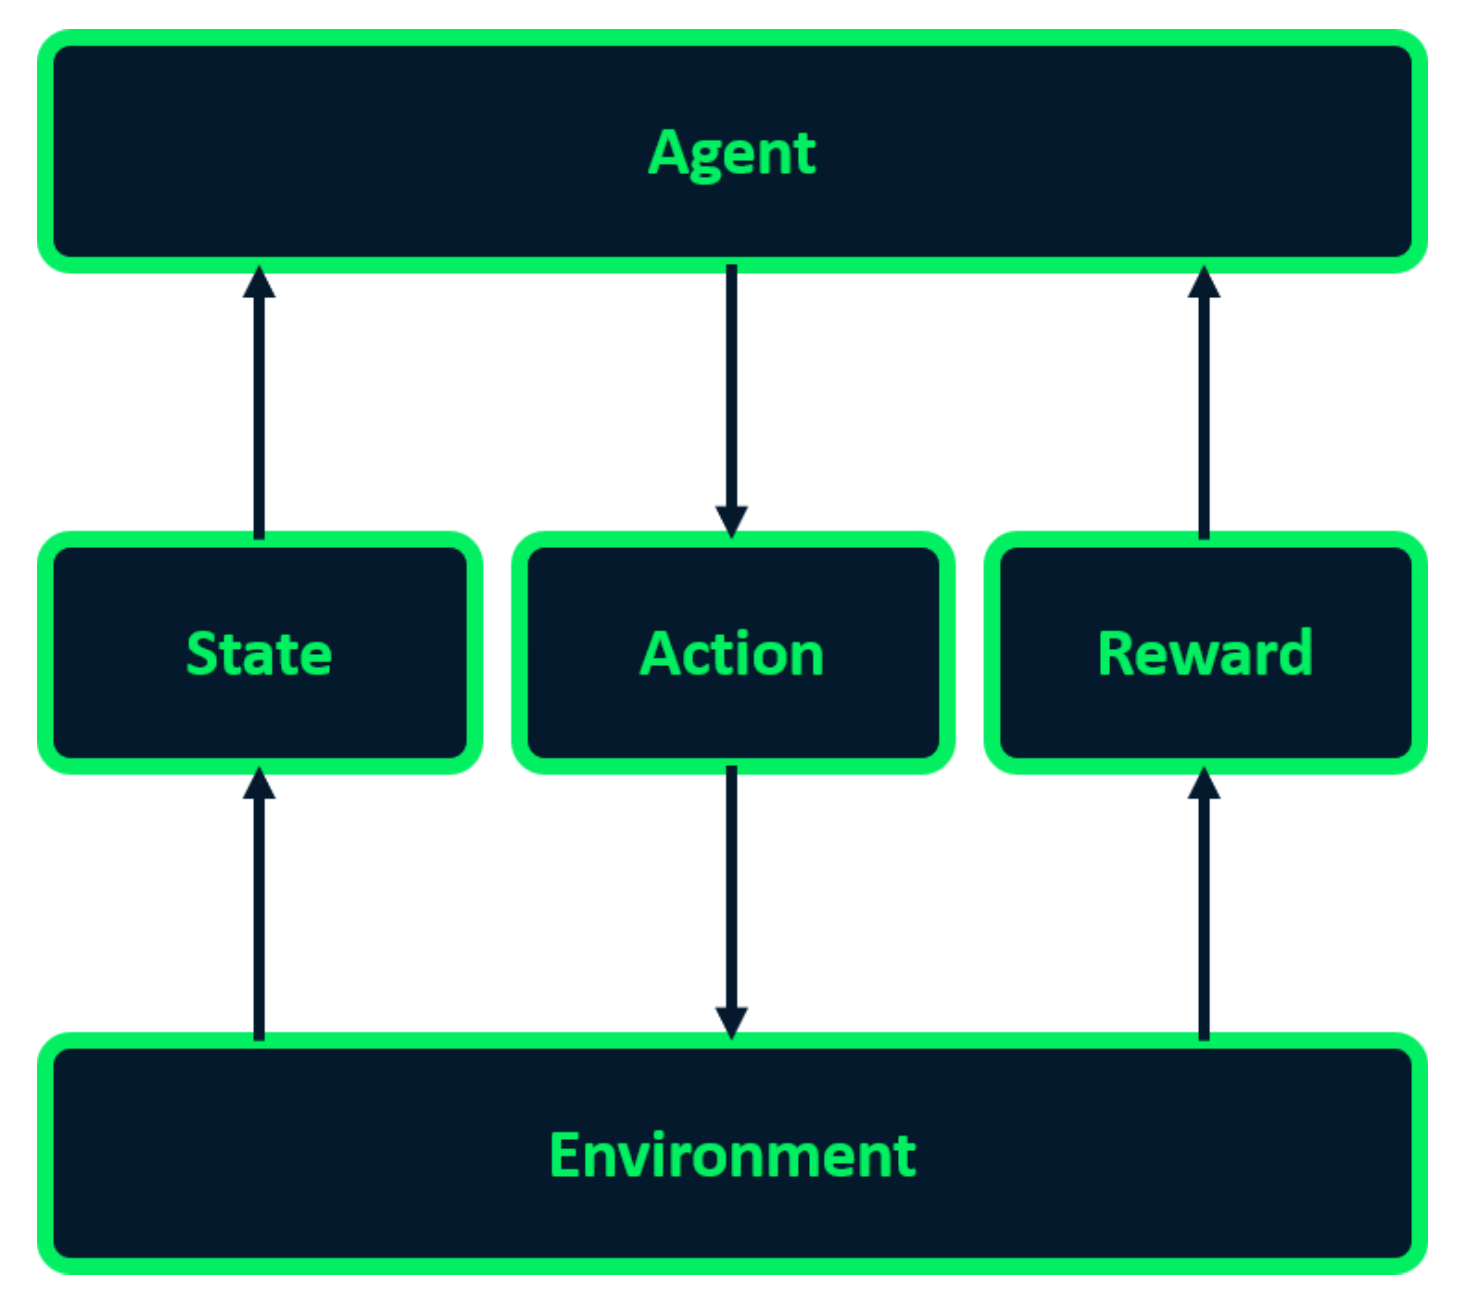 Agent
State
Action
Reward
Environment